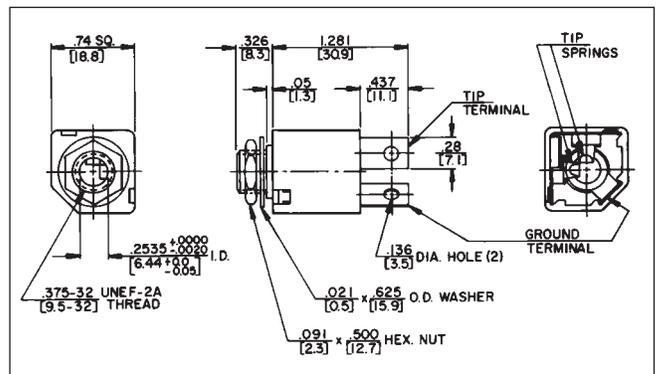 .74 SQ.
[18.8]
.326
[8.3]
1.281
[30.9]
.05
[1.3]
.437
[11.1]
TIP
TERMINAL
.28
[7.1]
TIP
SPRINGS
GROUND
TERMINAL
.2535 +.0000 -.0020 I.D.
[6.44 +0.0 -0.05]
.375-32 UNEF-2A
[9.5-32] THREAD
.136 DIA. HOLE (2)
[3.5]
.021 x .625 O.D. WASHER
[0.5] [15.9]
.091 x .500 HEX. NUT
[2.3] [12.7]